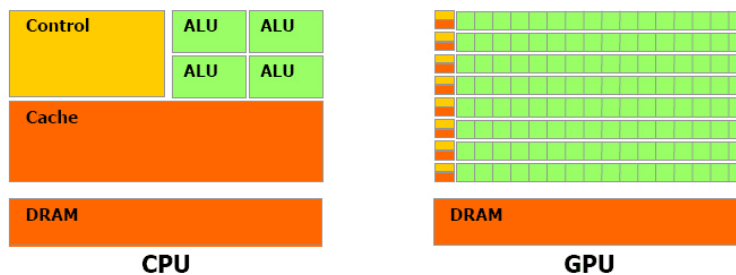 Control
ALU ALU
ALU ALU
Cache
DRAM
CPU
DRAM
GPU